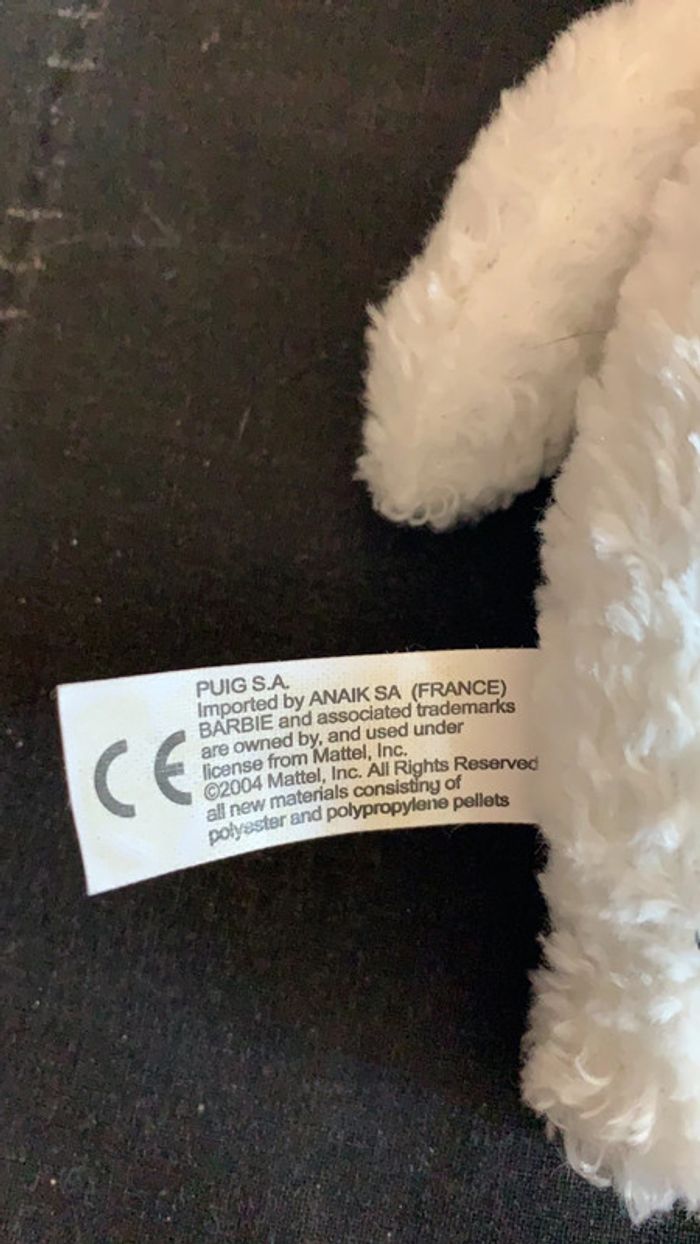 CE
PUIG S.A.
Imported by ANAIK SA (FRANCE)
BARBIE and associated trademarks
are owned by, and used under
license from Mattel, Inc.
©2004 Mattel, Inc. All Rights Reserved
all new materials consisting of
polyester and polypropylene pellets